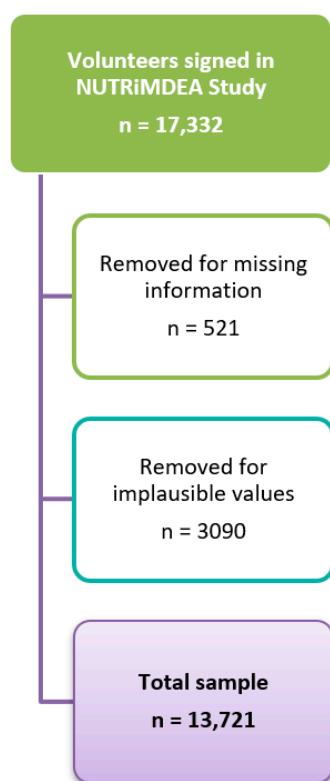 Volunteers signed in
NUTRiMDEA Study
n = 17,332
Removed for missing
information
n = 521
Removed for
implausible values
n = 3090
Total sample
n = 13,721